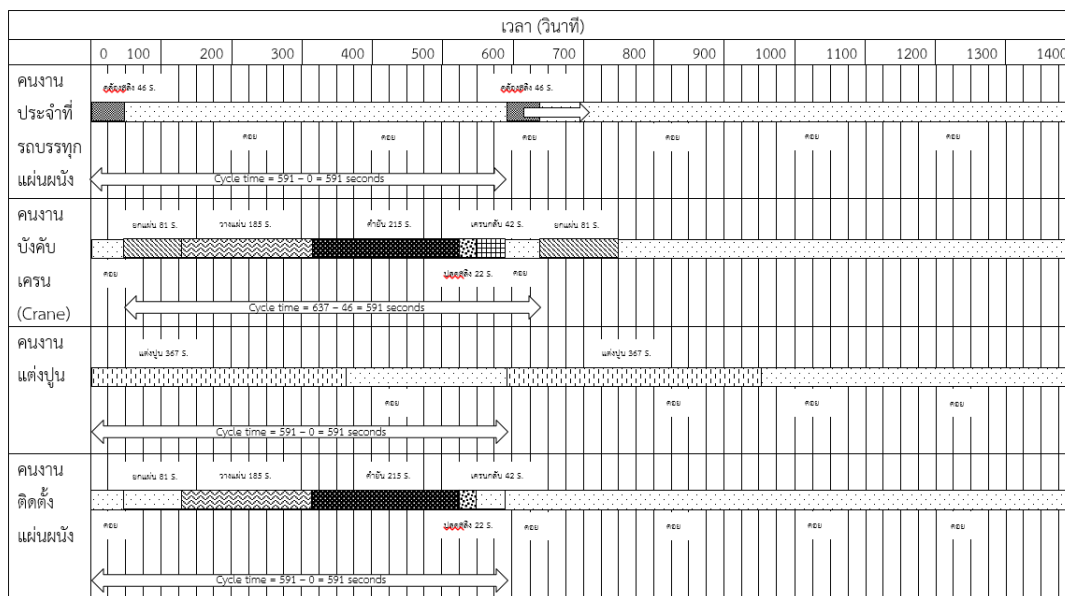 เวลา (วินาที)
0 100 200 300 400 500 600 700 800 900 1000 1100 1200 1300 1400
คนงาน
ประจำที่
รถบรรทุก
แผ่นผนัง
คล้องสลิง 46 S. คล้องสลิง 46 S.
คอย คอย คอย คอย คอย คอย
Cycle time = 591 – 0 = 591 seconds
คนงาน
บังคับ
เครน
(Crane)
ยกแผ่น 81 S. วางแผ่น 185 S. ค้ำยัน 215 S. เครนกลับ 42 S. ยกแผ่น 81 S.
คอย ปลดสลิง 22 S. คอย
Cycle time = 637 – 46 = 591 seconds
คนงาน
แต่งปูน
แต่งปูน 367 S. แต่งปูน 367 S.
คอย คอย คอย คอย
Cycle time = 591 – 0 = 591 seconds
คนงาน
ติดตั้ง
แผ่นผนัง
ยกแผ่น 81 S. วางแผ่น 185 S. ค้ำยัน 215 S. เครนกลับ 42 S.
คอย ปลดสลิง 22 S. คอย คอย คอย คอย
Cycle time = 591 – 0 = 591 seconds